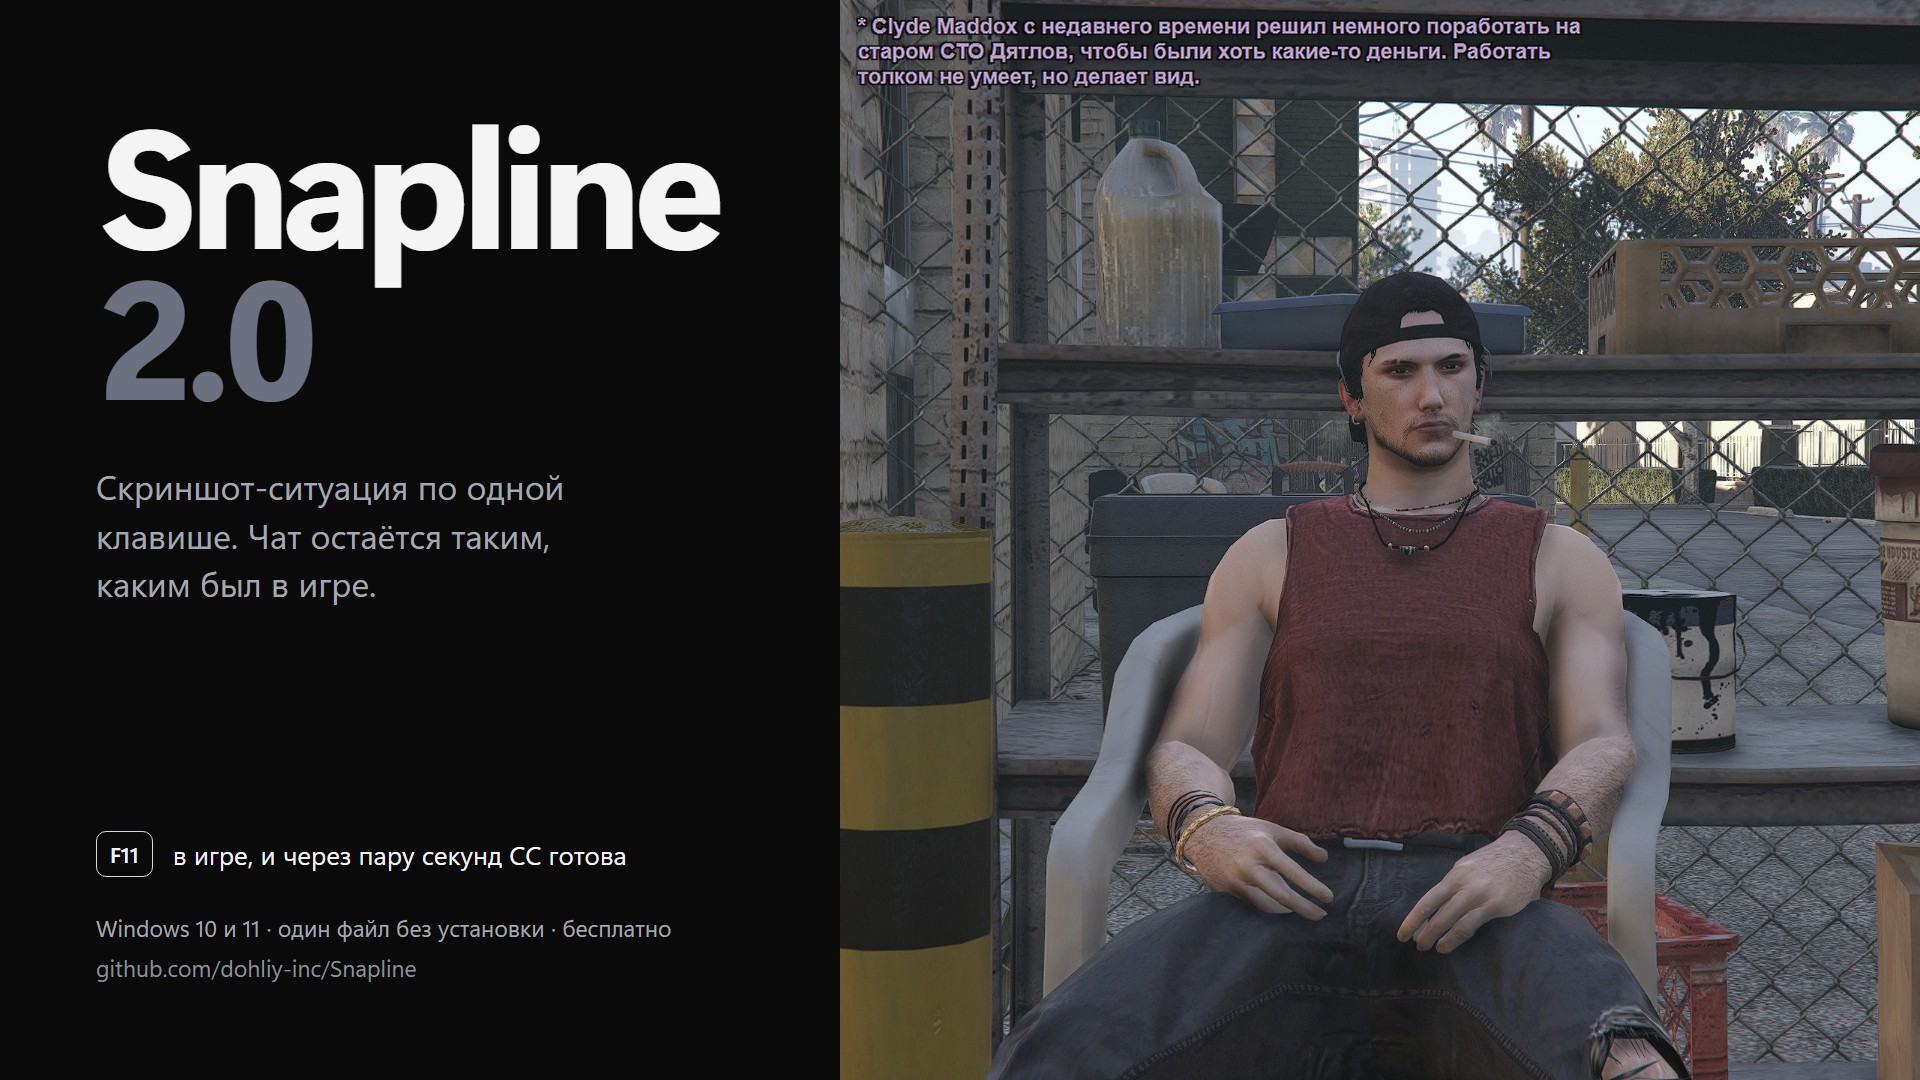 Snapline
2.0
Скриншот-ситуация по одной
клавише. Чат остаётся таким,
каким был в игре.
F11 в игре, и через пару секунд СС готова
Windows 10 и 11 · один файл без установки · бесплатно
github.com/dohliy-inc/Snapline
* Clyde Maddox с недавнего времени решил немного поработать на
старом СТО Дятлов, чтобы были хоть какие-то деньги. Работать
толком не умеет, но делает вид.